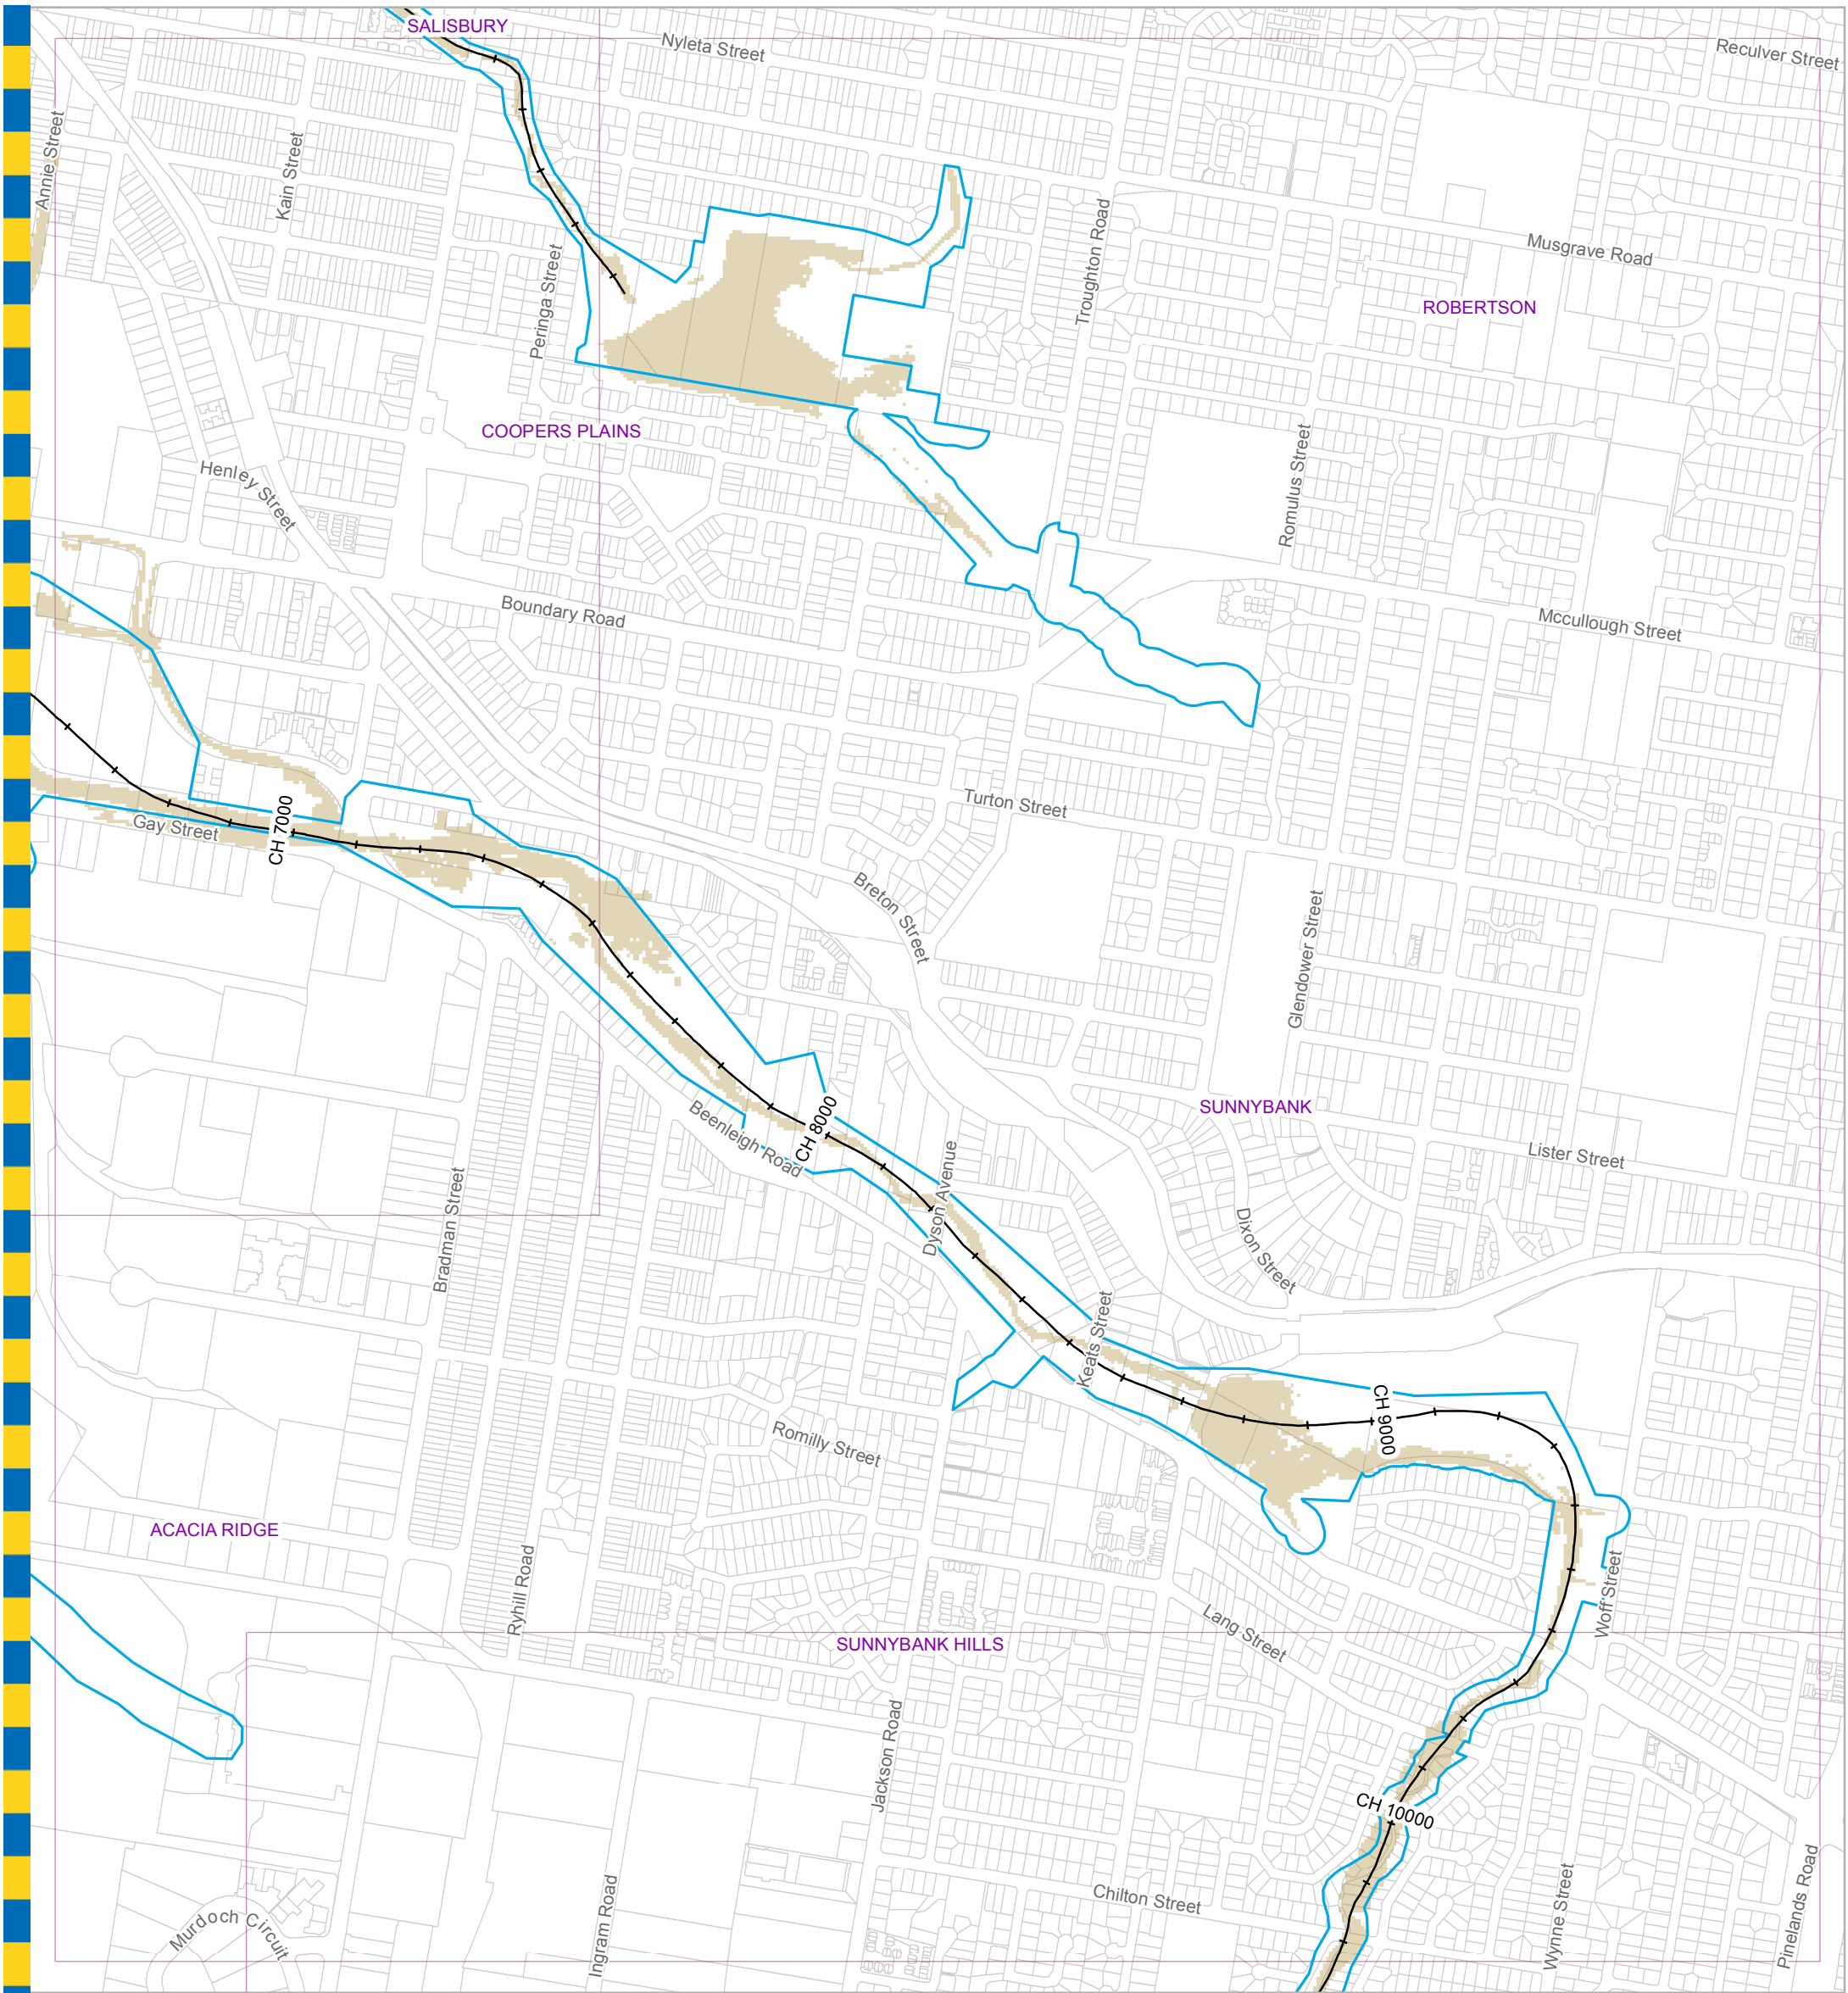 SALISBURY
Nyleta Street
Reculver Street
Annie Street
Kain Street
Peringa Street
Troughton Road
Musgrave Road
ROBERTSON
COOPERS PLAINS
Henley Street
Romulus Street
Boundary Road
Mccullough Street
Turton Street
CH 7000
Gay Street
Breton Street
Glendower Street
SUNNYBANK
CH 8000
Beenleigh Road
Lister Street
Bradman Street
Dyson Avenue
Dixon Street
Keats Street
CH 9000
Romilly Street
ACACIA RIDGE
Ryhill Road
Woff Street
Lang Street
SUNNYBANK HILLS
Jackson Road
CH 10000
Chilton Street
Murdoch Circuit
Ingram Road
Wynne Street
Pinelands Road